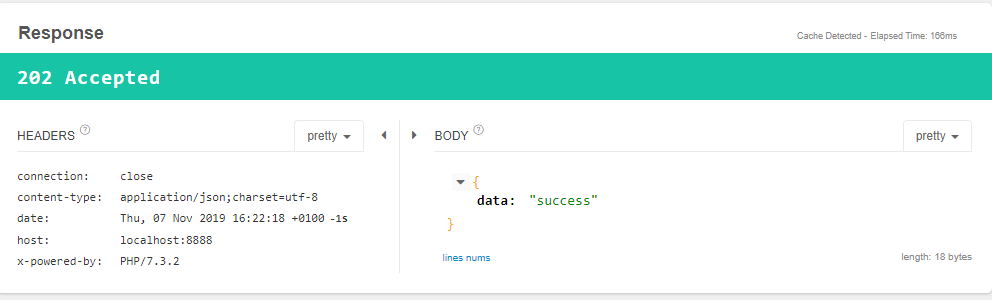 Response
Cache Detected - Elapsed Time: 166ms
202 Accepted
HEADERS ?
pretty
connection: close
content-type: application/json;charset=utf-8
date: Thu, 07 Nov 2019 16:22:18 +0100 -1s
host: localhost:8888
x-powered-by: PHP/7.3.2
BODY ?
pretty
{
data: "success"
}
lines nums
length: 18 bytes